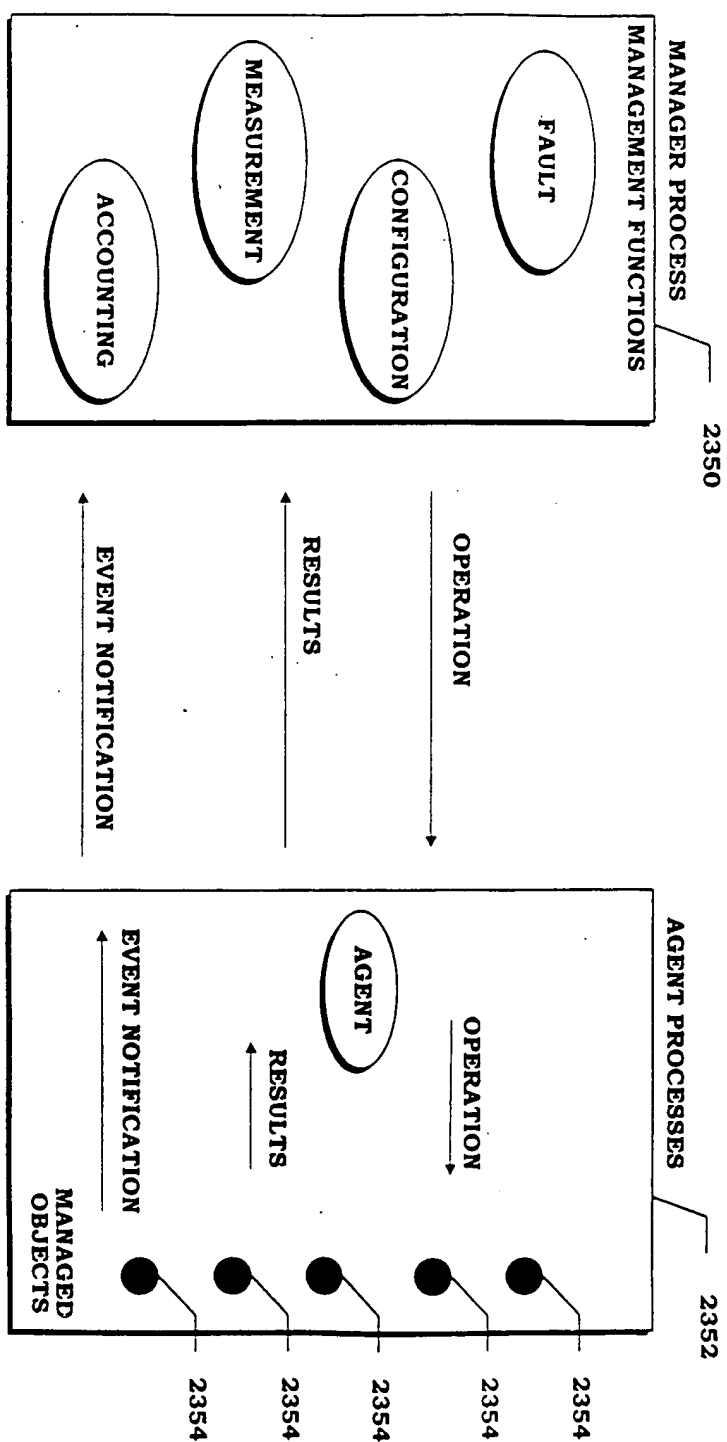 MANAGER PROCESS
2350
MANAGEMENT FUNCTIONS
FAULT
CONFIGURATION
MEASUREMENT
ACCOUNTING
OPERATION
RESULTS
EVENT NOTIFICATION
AGENT PROCESSES
2352
OPERATION
AGENT
RESULTS
EVENT NOTIFICATION
MANAGED
OBJECTS
2354
2354
2354
2354
2354